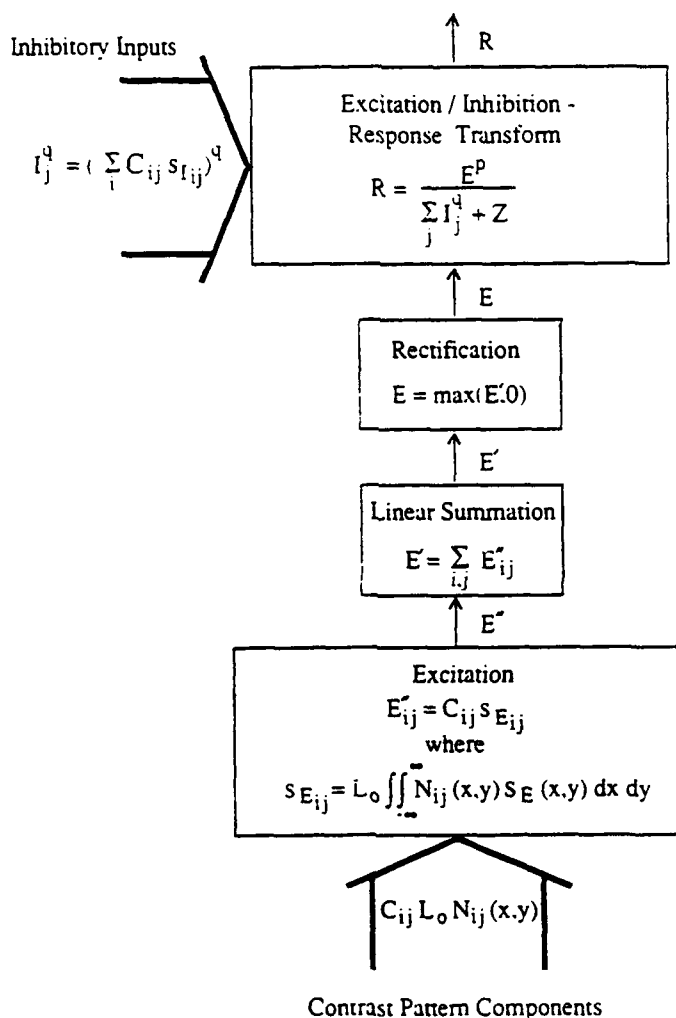 R
Inhibitory Inputs
Excitation / Inhibition -
Response Transform
I_j^q = ( Σ_i C_ij s_I_ij )^q
R = E^p / (Σ_j I_j^q + Z)
E
Rectification
E = max(E′,0)
E′
Linear Summation
E′ = Σ_i,j E″_ij
E″
Excitation
E″_ij = C_ij s_E_ij
where
s_E_ij = L_o ∫∫_-∞^∞ N_ij (x,y) S_E (x,y) dx dy
C_ij L_o N_ij (x,y)
Contrast Pattern Components